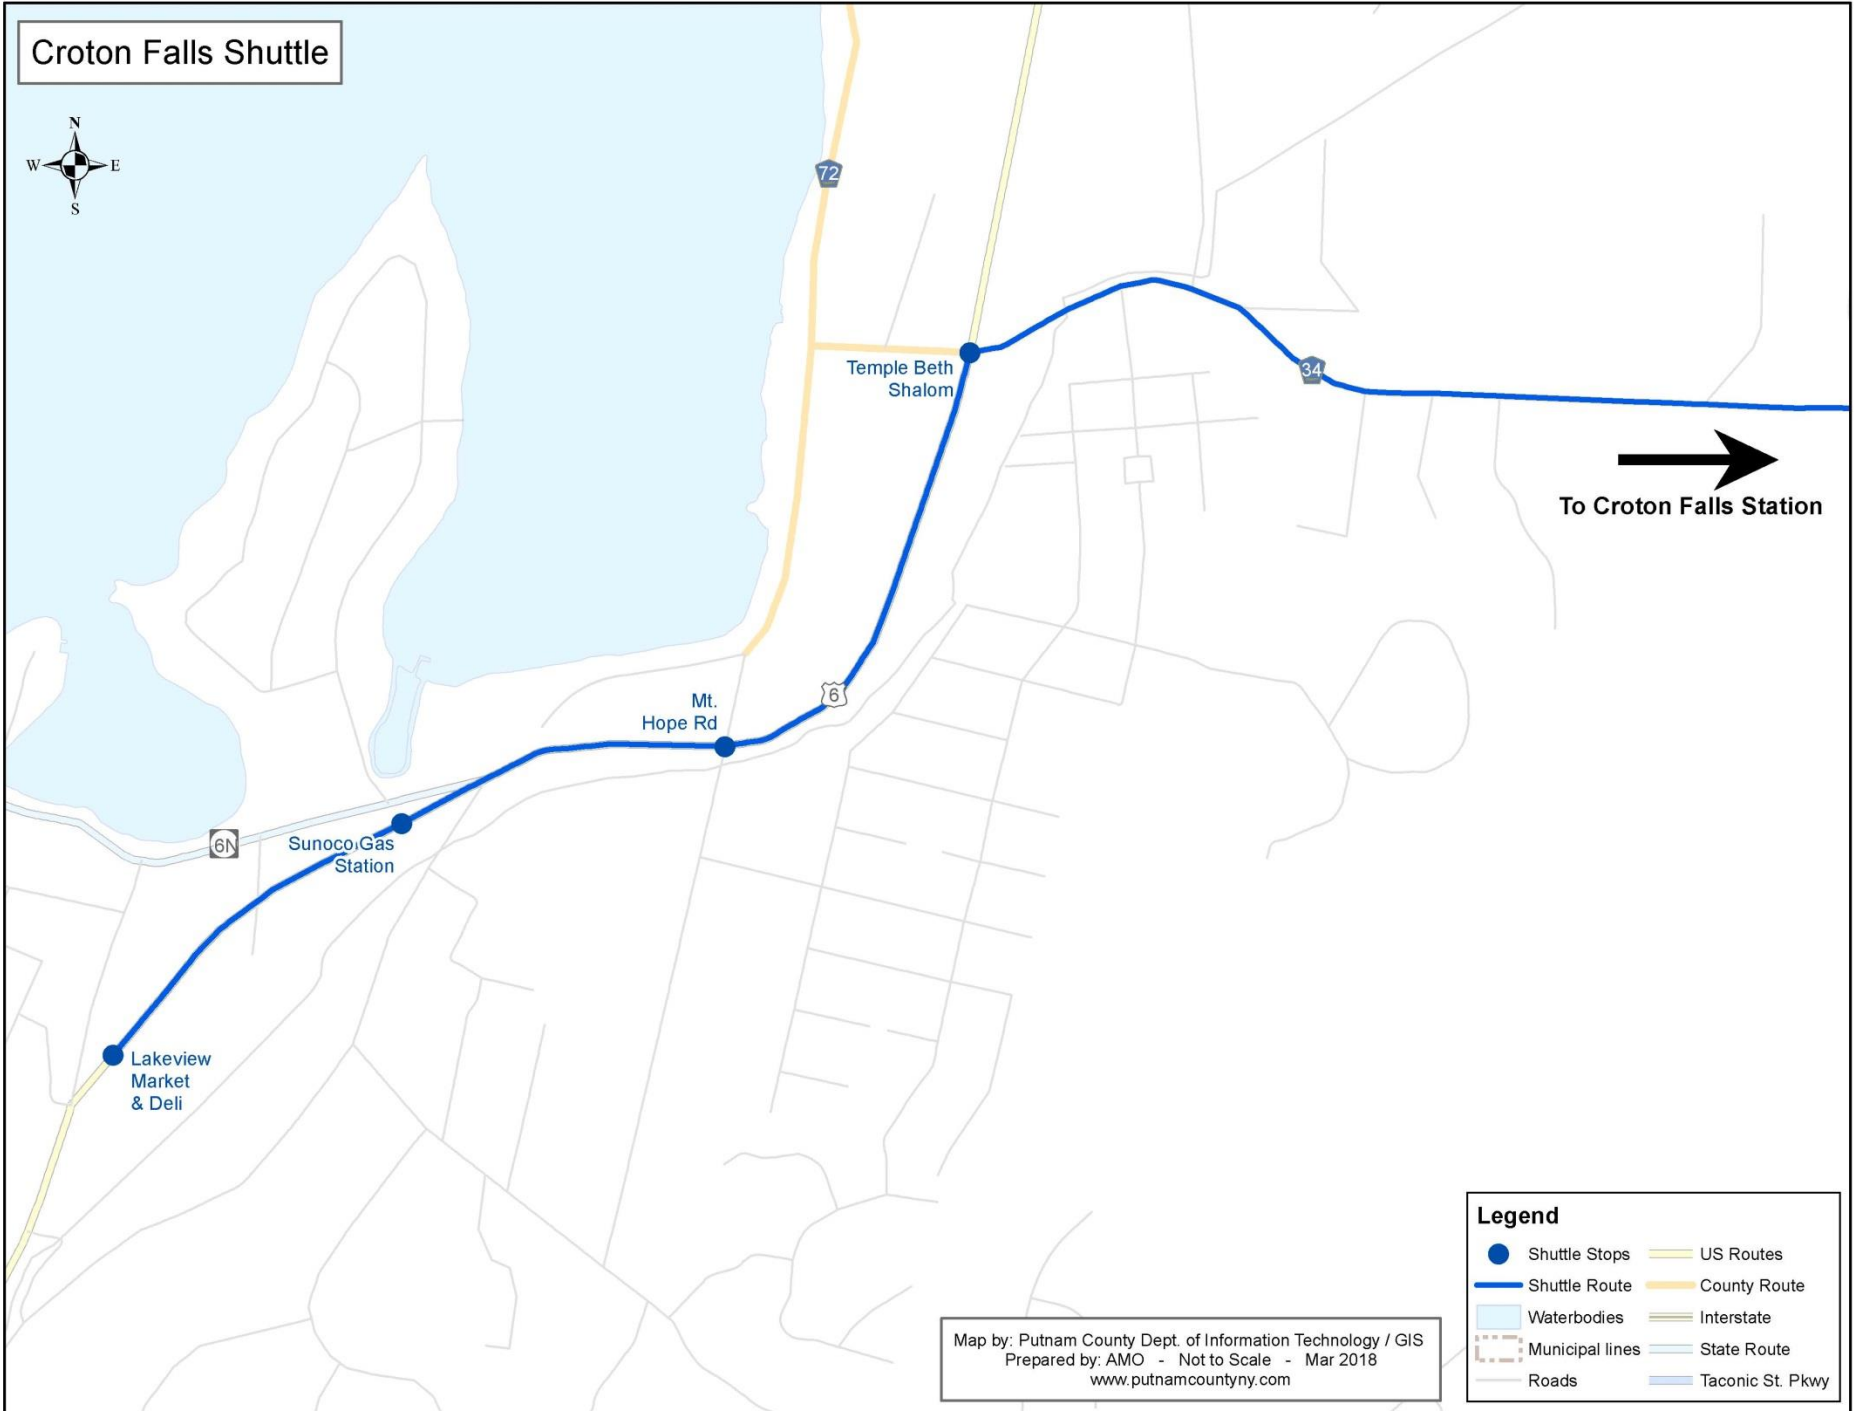 Croton Falls Shuttle
N
W E
S
72
Temple Beth
Shalom
34
To Croton Falls Station
Mt.
Hope Rd
6
6N
Sunoco Gas
Station
Lakeview
Market
& Deli
Legend
Shuttle Stops
Shuttle Route
Waterbodies
Municipal lines
Roads
US Routes
County Route
Interstate
State Route
Taconic St. Pkwy
Map by: Putnam County Dept. of Information Technology / GIS
Prepared by: AMO - Not to Scale - Mar 2018
www.putnamcountyny.com